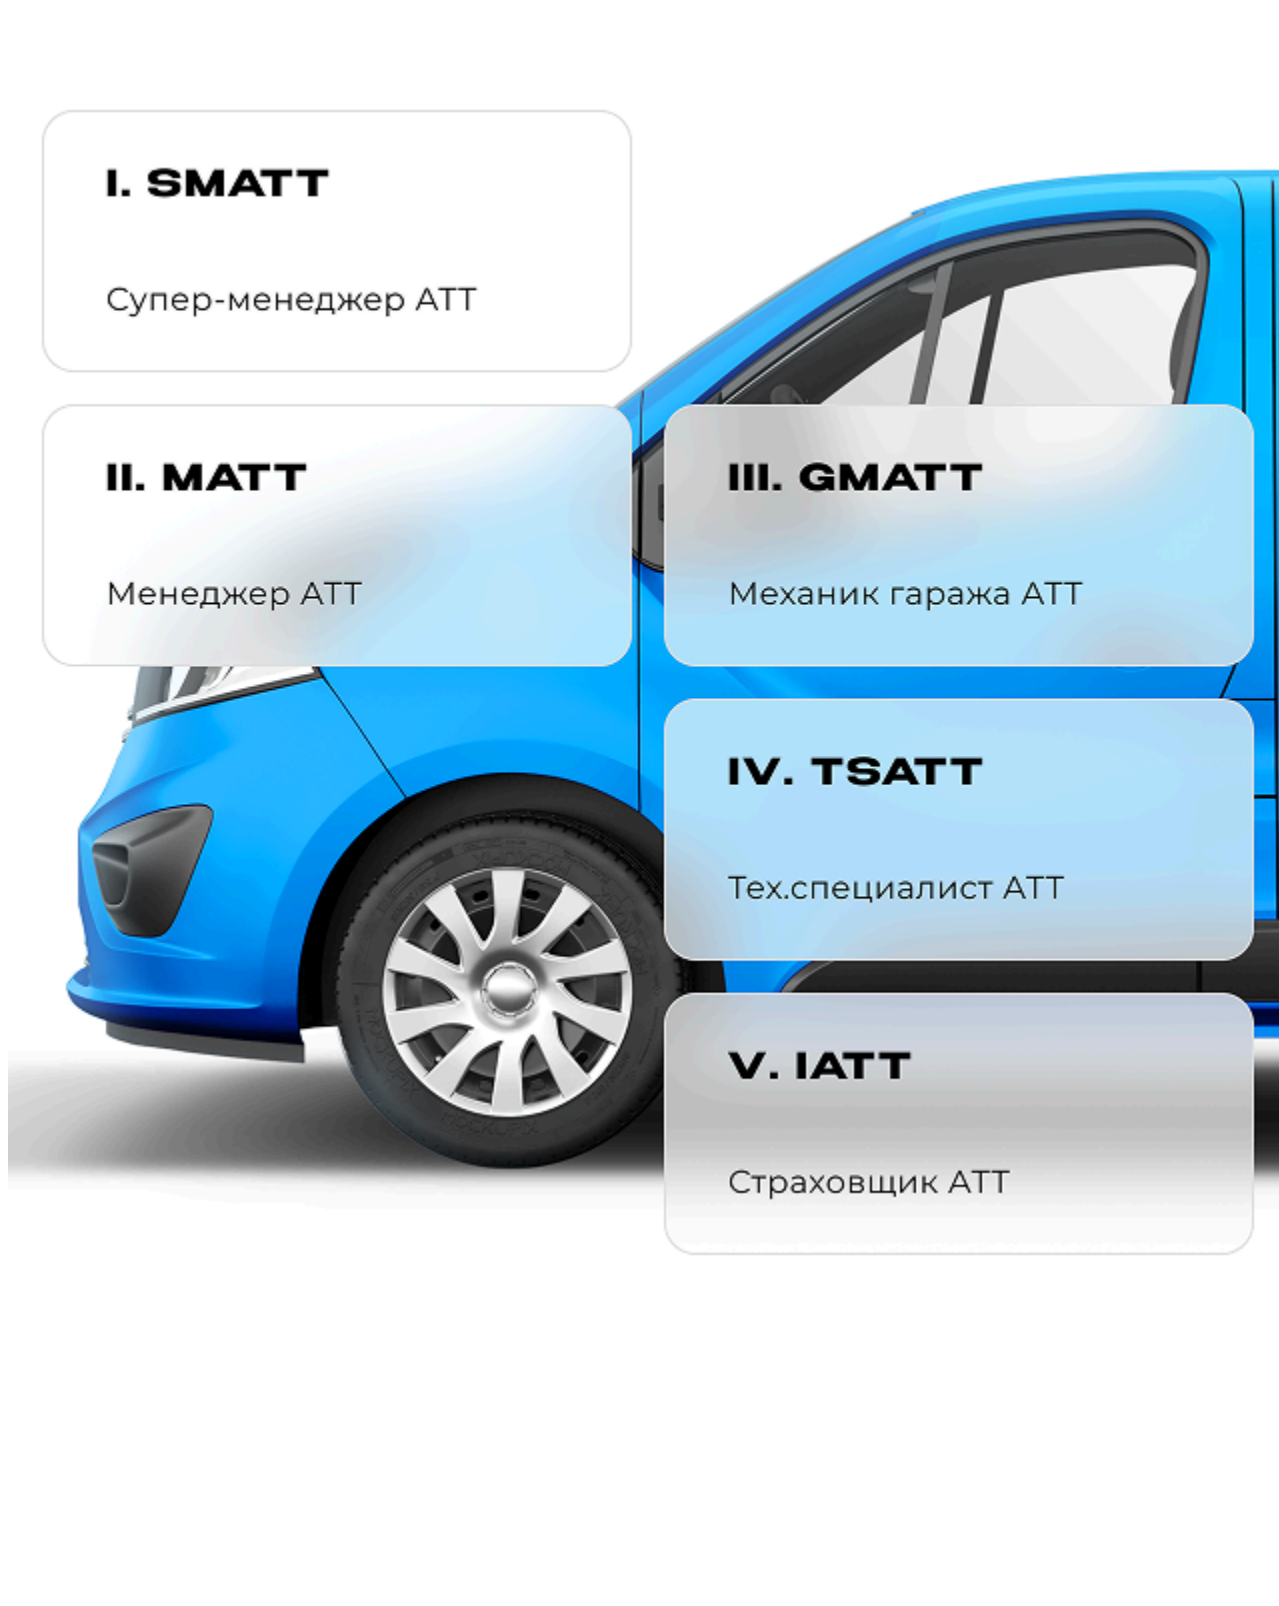 I. SMATT
Супер-менеджер АТТ
II. MATT
Менеджер АТТ
III. GMATT
Механик гаража АТТ
IV. TSATT
Тех.специалист АТТ
V. IATT
Страховщик АТТ